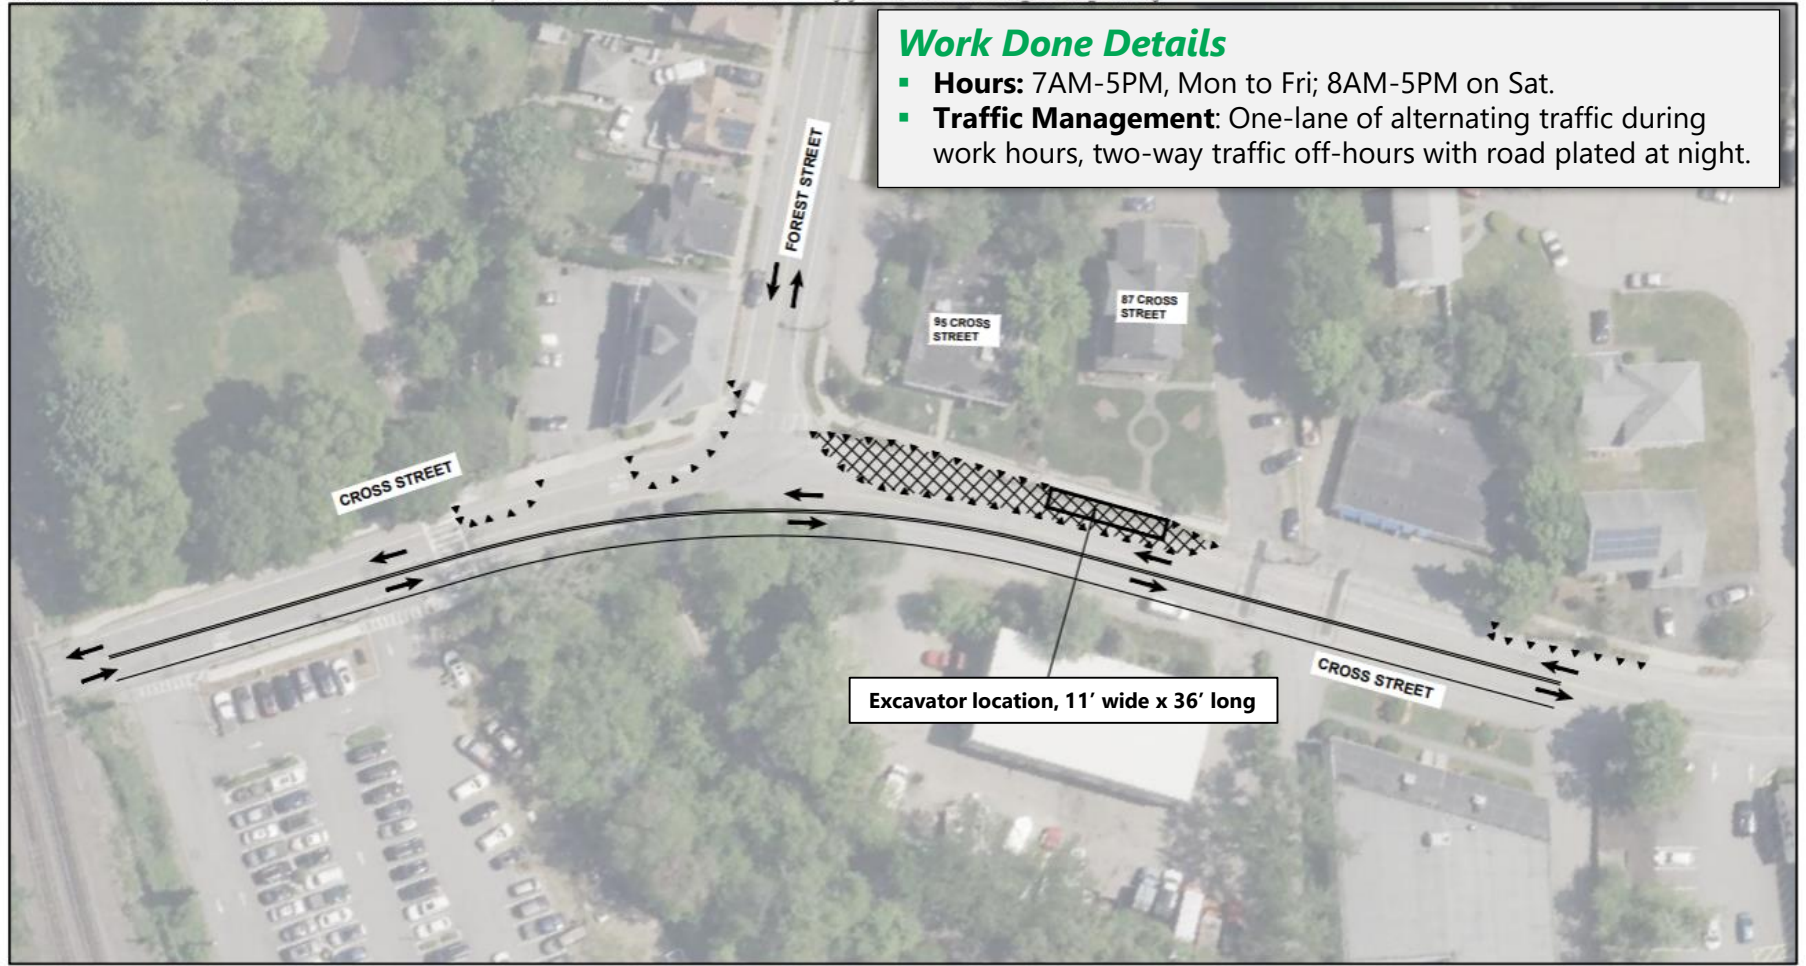 Work Done Details
▪ Hours: 7AM-5PM, Mon to Fri; 8AM-5PM on Sat.
▪ Traffic Management: One-lane of alternating traffic during
work hours, two-way traffic off-hours with road plated at night.
FOREST STREET
95 CROSS
STREET
87 CROSS
STREET
CROSS STREET
CROSS STREET
Excavator location, 11’ wide x 36’ long